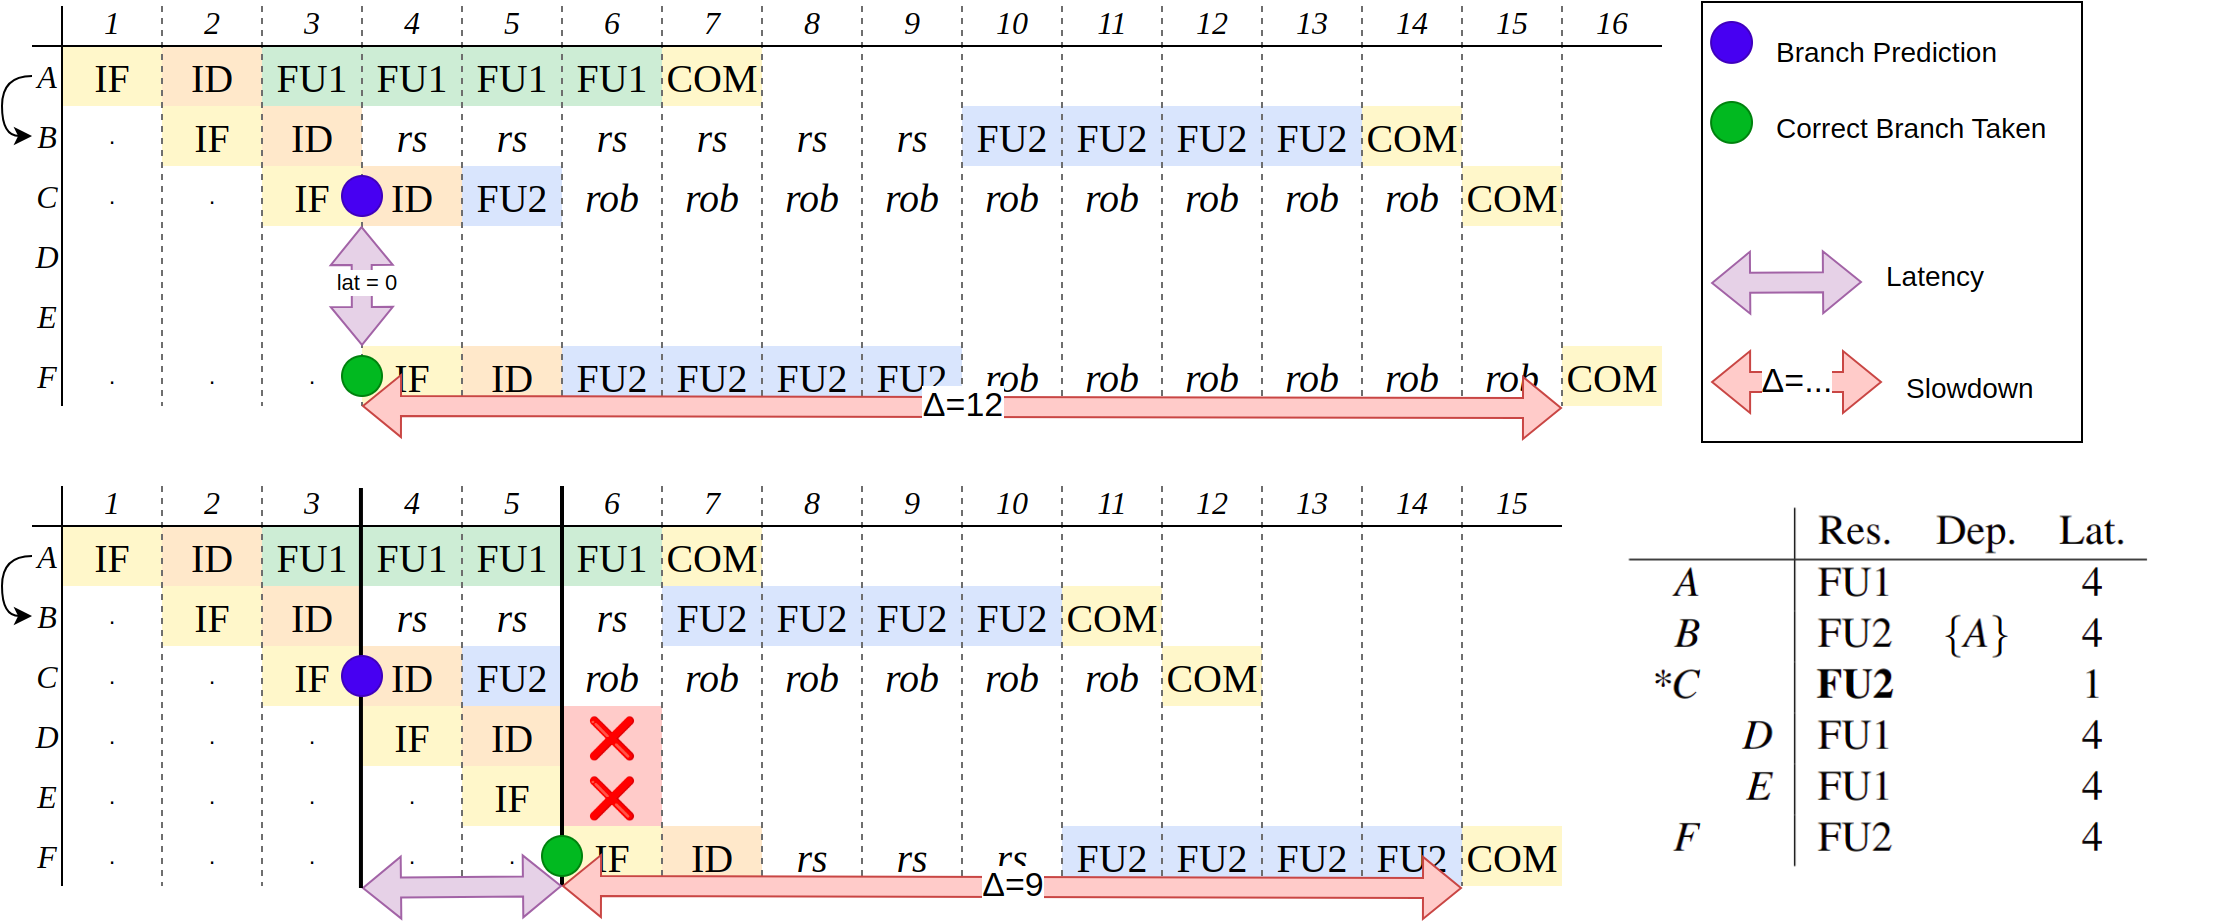 1 2 3 4 5 6 7 8 9 10 11 12 13 14 15 16
A IF ID FU1 FU1 FU1 FU1 COM
B . IF ID rs rs rs rs rs rs FU2 FU2 FU2 FU2 COM
C . . IF ID FU2 rob rob rob rob rob rob rob rob rob COM
D
lat = 0
E
F . . . IF ID FU2 FU2 FU2 FU2 rob rob rob rob rob rob COM
Δ=12
Branch Prediction
Correct Branch Taken
Latency
Δ=... Slowdown
1 2 3 4 5 6 7 8 9 10 11 12 13 14 15
A IF ID FU1 FU1 FU1 FU1 COM
B . IF ID rs rs rs FU2 FU2 FU2 FU2 COM
C . . IF ID FU2 rob rob rob rob rob rob COM
D . . . IF ID
E . . . . IF
F . . . . . IF ID rs rs rs FU2 FU2 FU2 FU2 COM
Δ=9
Res. Dep. Lat.
A FU1 4
B FU2 {A} 4
*C FU2 1
D FU1 4
E FU1 4
F FU2 4